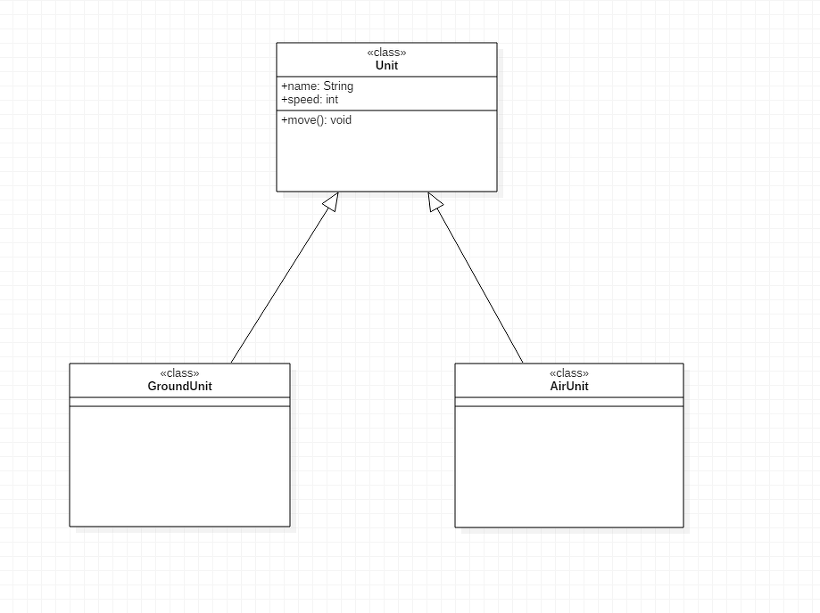 «class»
Unit
+name: String
+speed: int
+move(): void
«class»
GroundUnit
«class»
AirUnit